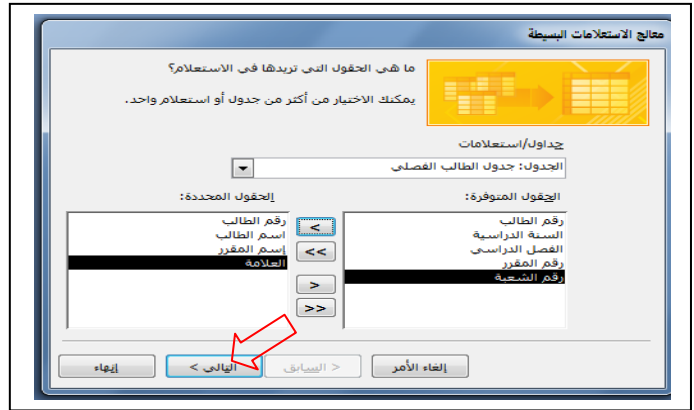 معالج الاستعلامات البسيطة
ما هي الحقول التي تريدها في الاستعلام؟
يمكنك الاختيار من أكثر من جدول أو استعلام واحد.
جداول/استعلامات
الجدول: جدول الطالب الفصلي
الحقول المتوفرة:
الحقول المحددة:
رقم الطالب
السنة الدراسية
الفصل الدراسي
رقم المقرر
رقم الشعبة
>
>>
<
<<
رقم الطالب
اسم الطالب
إسم المقرر
العلامة
إلغاء الأمر
< السابق
التالي >
إنهاء